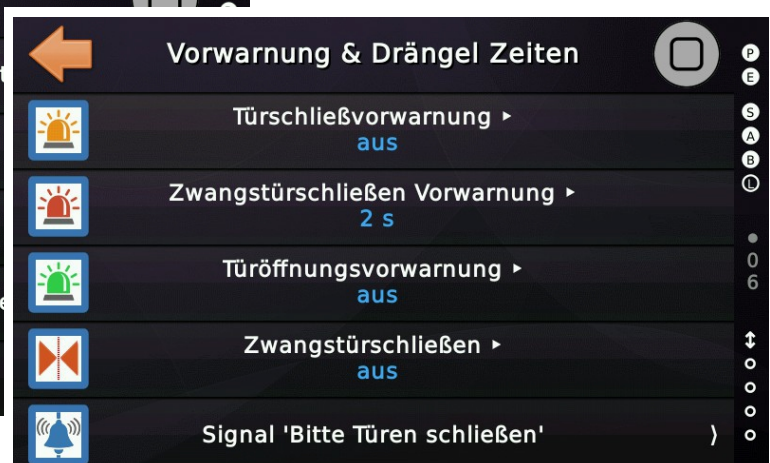 Vorwarnung & Drängel Zeiten
Türschließvorwarnung ▸
aus
Zwangstürschließen Vorwarnung ▸
2 s
Türöffnungsvorwarnung ▸
aus
Zwangstürschließen ▸
aus
Signal 'Bitte Türen schließen' ⟩
P
E
S
A
B
L
0
6